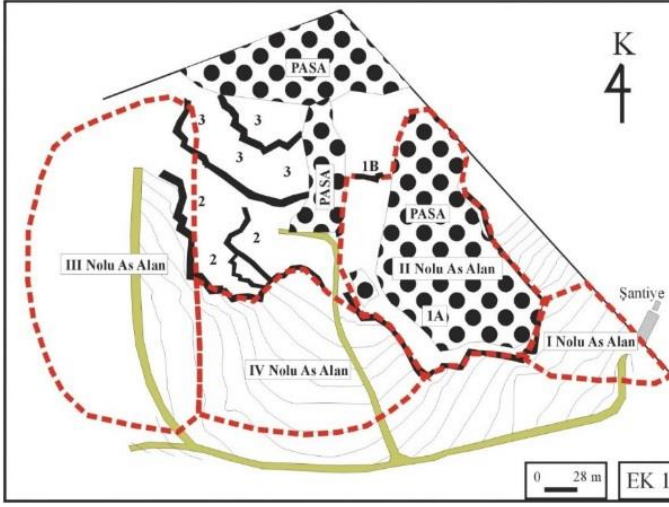 PASA
K
3
3
3
3
1B
PASA
2
2
2
PASA
III Nolu As Alan
II Nolu As Alan
1A)
Şantiye
I Nolu As Alan
IV Nolu As Alan
0 28 m
EK 1